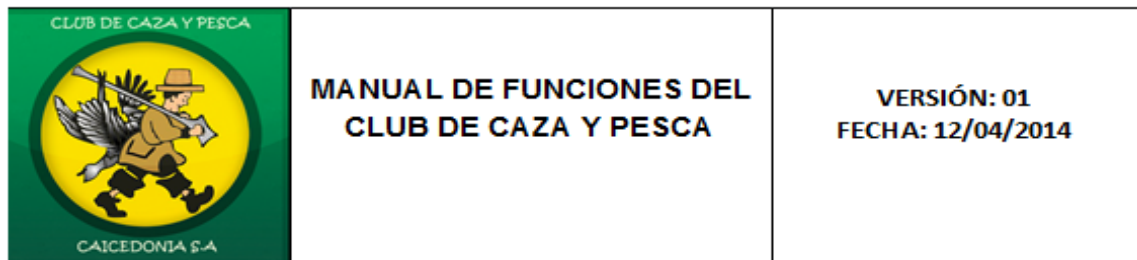 CLUB DE CAZA Y PESCA
CAICEDONIA S.A
MANUAL DE FUNCIONES DEL
CLUB DE CAZA Y PESCA
VERSIÓN: 01
FECHA: 12/04/2014